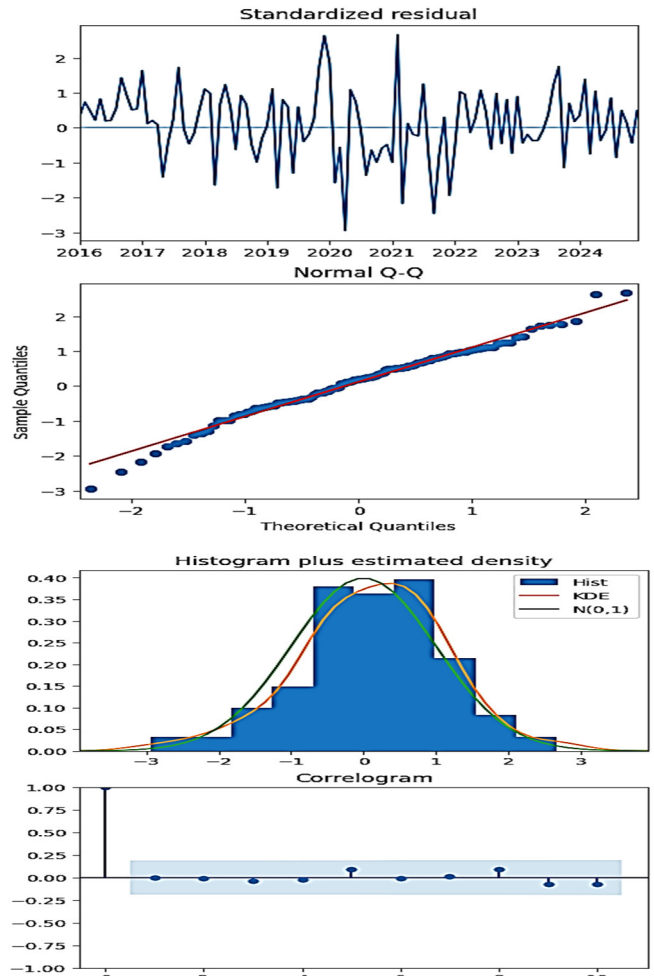 Standardized residual
2
1
0
−1
−2
−3
2016 2017 2018 2019 2020 2021 2022 2023 2024
Normal Q-Q
2
1
0
−1
−2
−3
Sample Quantiles
−2 −1 0 1 2
Theoretical Quantiles
Histogram plus estimated density
0.40
0.35
0.30
0.25
0.20
0.15
0.10
0.05
0.00
Hist
KDE
N(0,1)
−3 −2 −1 0 1 2 3
Correlogram
1.00
0.75
0.50
0.25
0.00
−0.25
−0.50
−0.75
−1.00